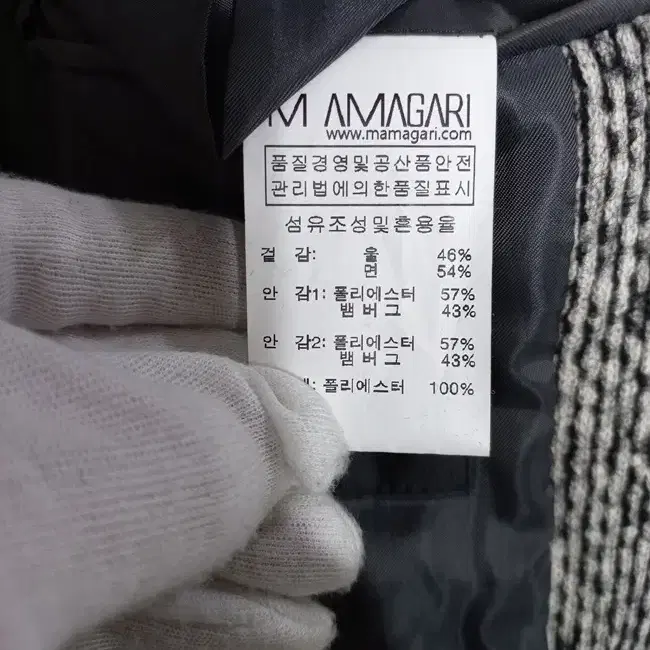 M AMAGARI
www.mamagari.com
품질경영및공산품안전
관리법에의한품질표시
섬유조성및혼용율
겉 감: 울 46%
면 54%
안 감1: 폴리에스터 57%
뱀버그 43%
안 감2: 폴리에스터 57%
뱀버그 43%
폴리에스터 100%